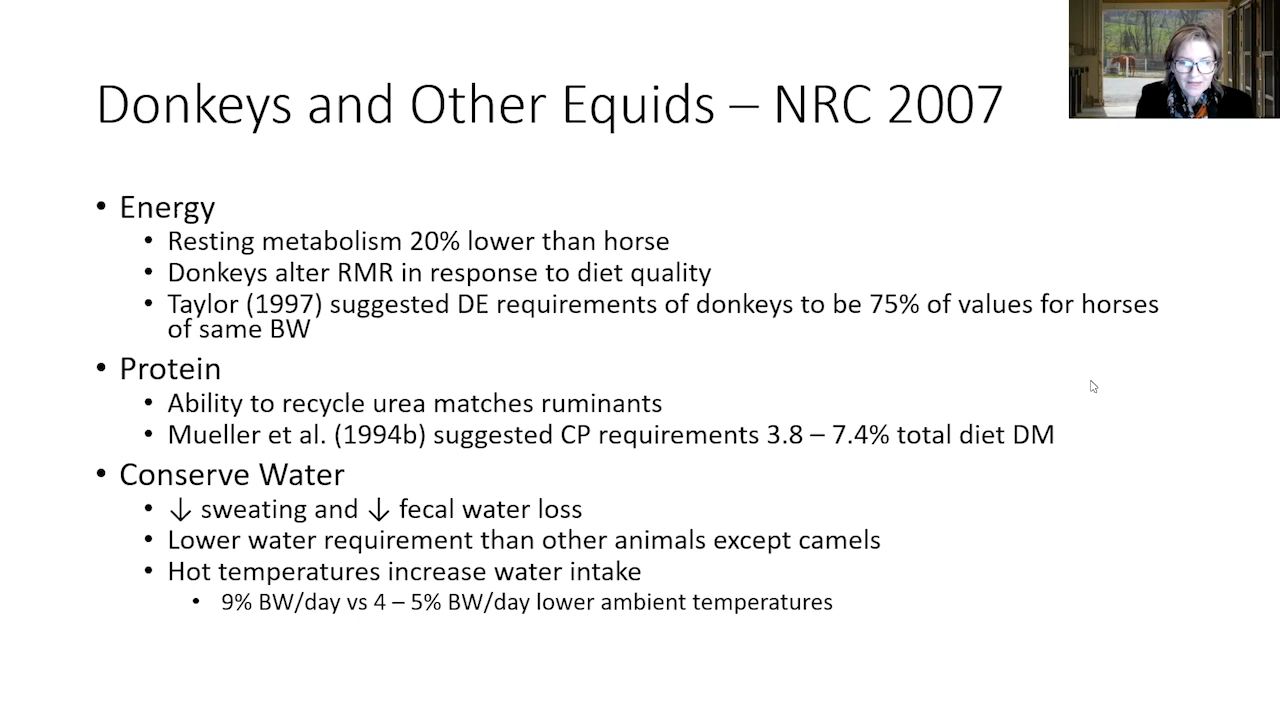 Donkeys and Other Equids – NRC 2007
• Energy
• Resting metabolism 20% lower than horse
• Donkeys alter RMR in response to diet quality
• Taylor (1997) suggested DE requirements of donkeys to be 75% of values for horses
of same BW
• Protein
• Ability to recycle urea matches ruminants
• Mueller et al. (1994b) suggested CP requirements 3.8 – 7.4% total diet DM
• Conserve Water
• ↓ sweating and ↓ fecal water loss
• Lower water requirement than other animals except camels
• Hot temperatures increase water intake
• 9% BW/day vs 4 – 5% BW/day lower ambient temperatures